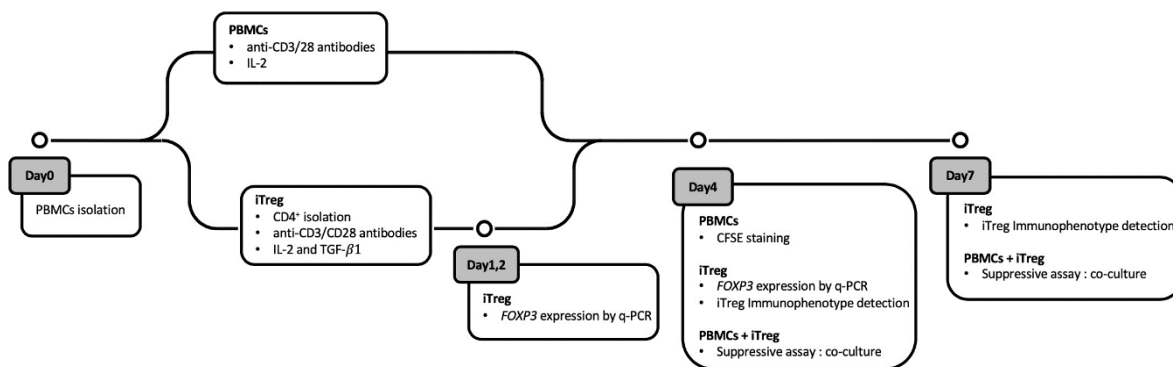 PBMCs
• anti-CD3/28 antibodies
• IL-2
Day0
PBMCs isolation
iTreg
• CD4⁺ isolation
• anti-CD3/CD28 antibodies
• IL-2 and TGF-β1
Day1,2
iTreg
• FOXP3 expression by q-PCR
Day4
PBMCs
• CFSE staining
iTreg
• FOXP3 expression by q-PCR
• iTreg Immunophenotype detection
PBMCs + iTreg
• Suppressive assay : co-culture
Day7
iTreg
• iTreg Immunophenotype detection
PBMCs + iTreg
• Suppressive assay : co-culture